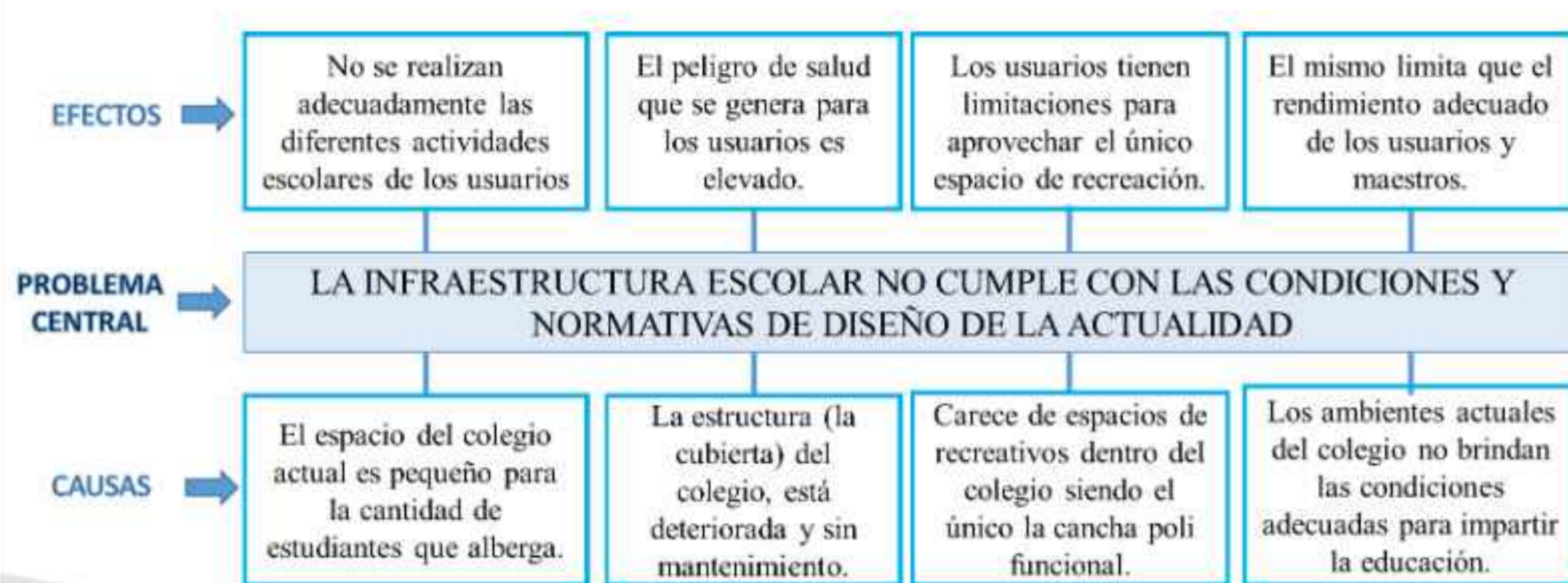 EFECTOS
No se realizan
adecuadamente las
diferentes actividades
escolares de los usuarios
El peligro de salud
que se genera para
los usuarios es
elevado.
Los usuarios tienen
limitaciones para
aprovechar el único
espacio de recreación.
El mismo limita que el
rendimiento adecuado
de los usuarios y
maestros.
PROBLEMA
CENTRAL
LA INFRAESTRUCTURA ESCOLAR NO CUMPLE CON LAS CONDICIONES Y
NORMATIVAS DE DISEÑO DE LA ACTUALIDAD
CAUSAS
El espacio del colegio
actual es pequeño para
la cantidad de
estudiantes que alberga.
La estructura (la
cubierta) del
colegio, está
deteriorada y sin
mantenimiento.
Carece de espacios de
recreativos dentro del
colegio siendo el
único la cancha poli
funcional.
Los ambientes actuales
del colegio no brindan
las condiciones
adecuadas para impartir
la educación.